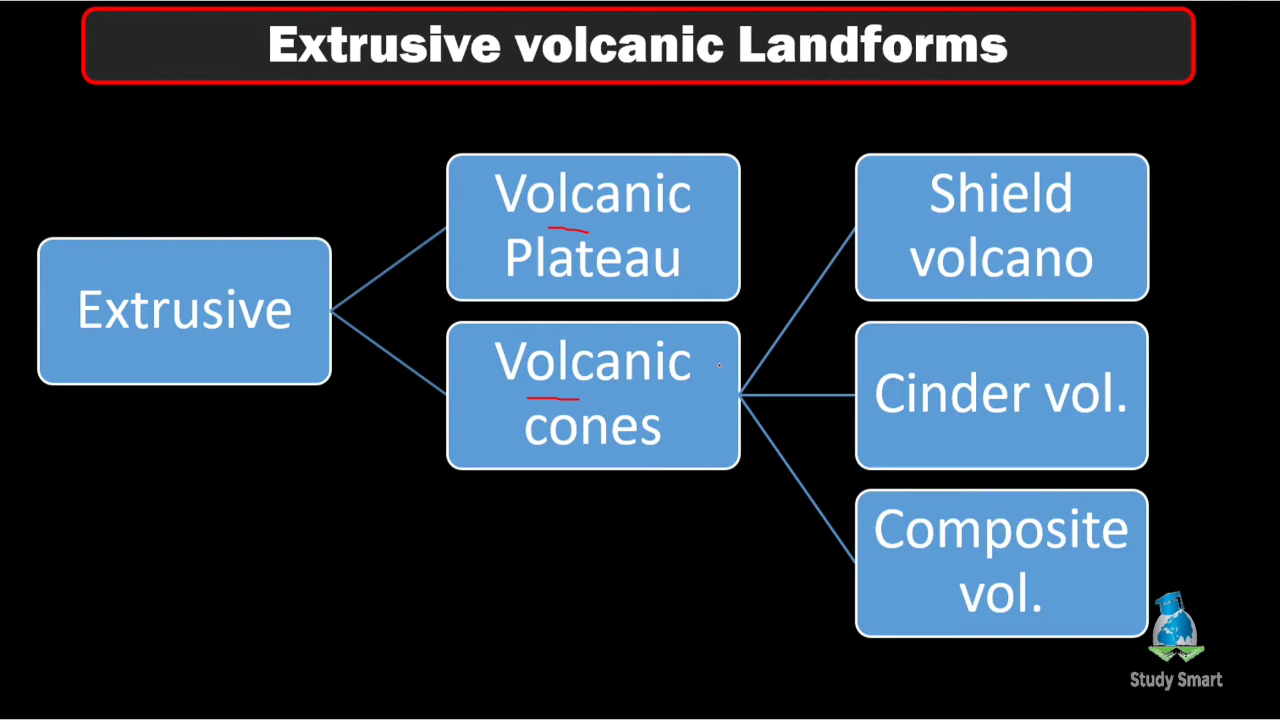 Extrusive volcanic Landforms
Extrusive
Volcanic
Plateau
Volcanic
cones
Shield
volcano
Cinder vol.
Composite
vol.
Study Smart